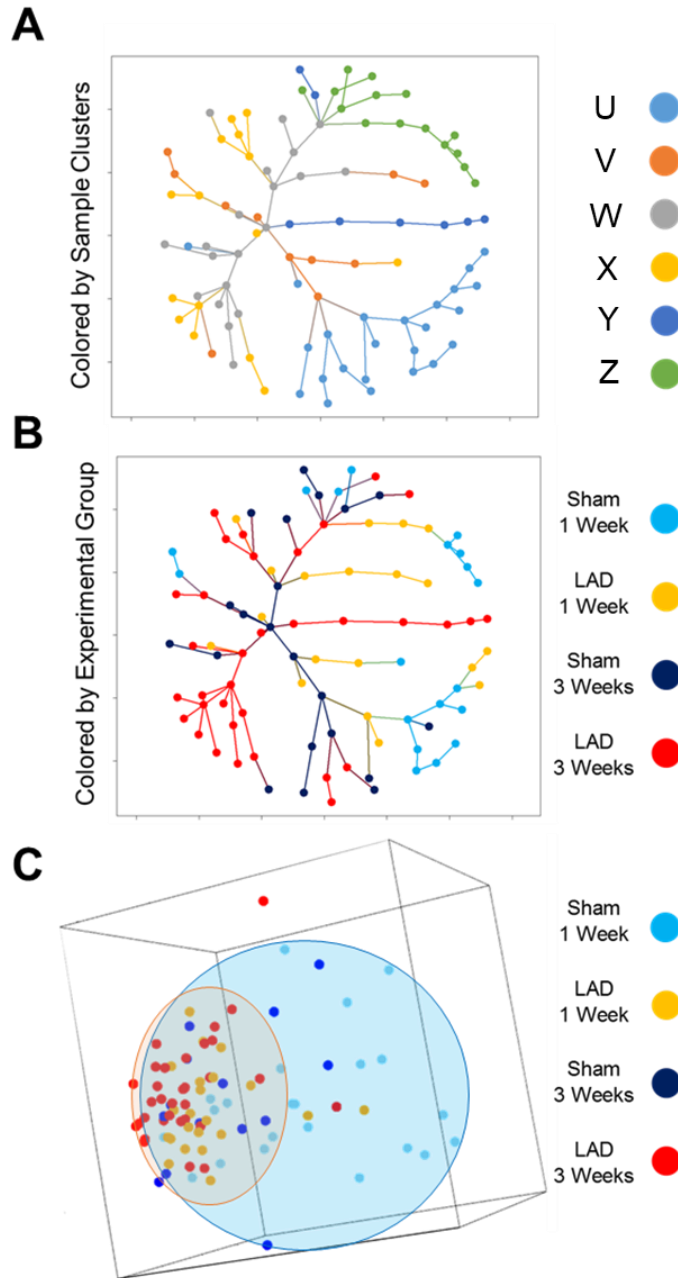 A
Colored by Sample Clusters
U
V
W
X
Y
Z
B
Colored by Experimental Group
Sham
1 Week
LAD
1 Week
Sham
3 Weeks
LAD
3 Weeks
C
Sham
1 Week
LAD
1 Week
Sham
3 Weeks
LAD
3 Weeks